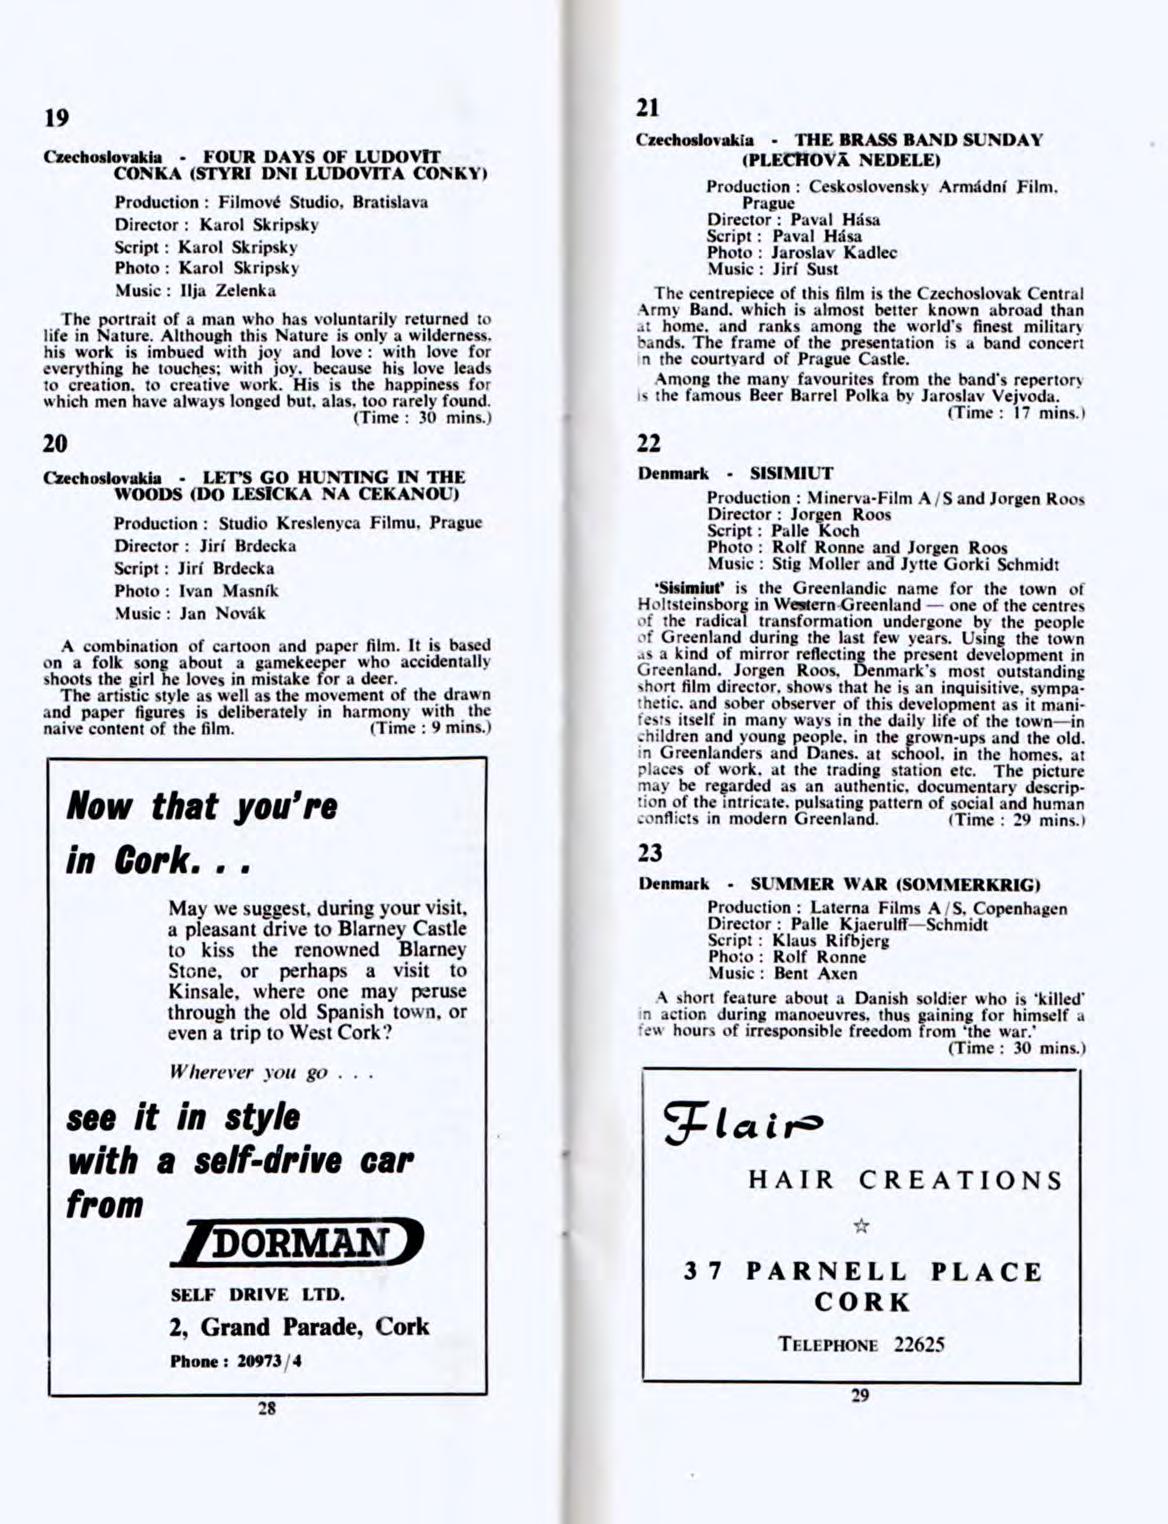 19
Czechoslovakia - FOUR DAYS OF LUDOVĪT
CONKA (STYRI DNI LUDOVITA CONKY)
Production : Filmové Studio, Bratislava
Director : Karol Skripsky
Script : Karol Skripsky
Photo : Karol Skripsky
Music : Ilja Zelenka
The portrait of a man who has voluntarily returned to
life in Nature. Although this Nature is only a wilderness,
his work is imbued with joy and love : with love for
everything he touches; with joy, because his love leads
to creation, to creative work. His is the happiness for
which men have always longed but, alas, too rarely found.
(Time : 30 mins.)
20
Czechoslovakia - LET'S GO HUNTING IN THE
WOODS (DO LESĪCKA NA CEKANOU)
Production : Studio Kreslenyca Filmu, Prague
Director : Jirí Brdecka
Script : Jirí Brdecka
Photo : Ivan Masník
Music : Jan Novák
A combination of cartoon and paper film. It is based
on a folk song about a gamekeeper who accidentally
shoots the girl he loves in mistake for a deer.
The artistic style as well as the movement of the drawn
and paper figures is deliberately in harmony with the
naive content of the film. (Time : 9 mins.)
Now that you're
in Cork. . .
May we suggest, during your visit,
a pleasant drive to Blarney Castle
to kiss the renowned Blarney
Stone, or perhaps a visit to
Kinsale, where one may peruse
through the old Spanish town, or
even a trip to West Cork?
Wherever you go . . .
see it in style
with a self-drive car
from
DORMAN
SELF DRIVE LTD.
2, Grand Parade, Cork
Phone : 20973/4
28
21
Czechoslovakia - THE BRASS BAND SUNDAY
(PLECHOVĀ NEDELE)
Production : Ceskoslovensky Armádní Film,
Prague
Director : Paval Hása
Script : Paval Hása
Photo : Jaroslav Kadlec
Music : Jirí Sust
The centrepiece of this film is the Czechoslovak Central
Army Band, which is almost better known abroad than
at home, and ranks among the world's finest military
bands. The frame of the presentation is a band concert
in the courtyard of Prague Castle.
Among the many favourites from the band's repertory
is the famous Beer Barrel Polka by Jaroslav Vejvoda.
(Time : 17 mins.)
22
Denmark - SISIMIUT
Production : Minerva-Film A/S and Jorgen Roos
Director : Jorgen Roos
Script : Palle Koch
Photo : Rolf Ronne and Jorgen Roos
Music : Stig Moller and Jytte Gorki Schmidt
'Sisimiut' is the Greenlandic name for the town of
Holtsteinsborg in Western Greenland — one of the centres
of the radical transformation undergone by the people
of Greenland during the last few years. Using the town
as a kind of mirror reflecting the present development in
Greenland, Jorgen Roos, Denmark's most outstanding
short film director, shows that he is an inquisitive, sympa-
thetic, and sober observer of this development as it mani-
fests itself in many ways in the daily life of the town—in
children and young people, in the grown-ups and the old,
in Greenlanders and Danes, at school, in the homes, at
places of work, at the trading station etc. The picture
may be regarded as an authentic, documentary descrip-
tion of the intricate, pulsating pattern of social and human
conflicts in modern Greenland. (Time : 29 mins.)
23
Denmark - SUMMER WAR (SOMMERKRIG)
Production : Laterna Films A/S, Copenhagen
Director : Palle Kjaerulff—Schmidt
Script : Klaus Rifbjerg
Photo : Rolf Ronne
Music : Bent Axen
A short feature about a Danish soldier who is 'killed'
in action during manoeuvres, thus gaining for himself a
few hours of irresponsible freedom from 'the war.'
(Time : 30 mins.)
Flair
HAIR CREATIONS
☆
37 PARNELL PLACE
CORK
TELEPHONE 22625
29